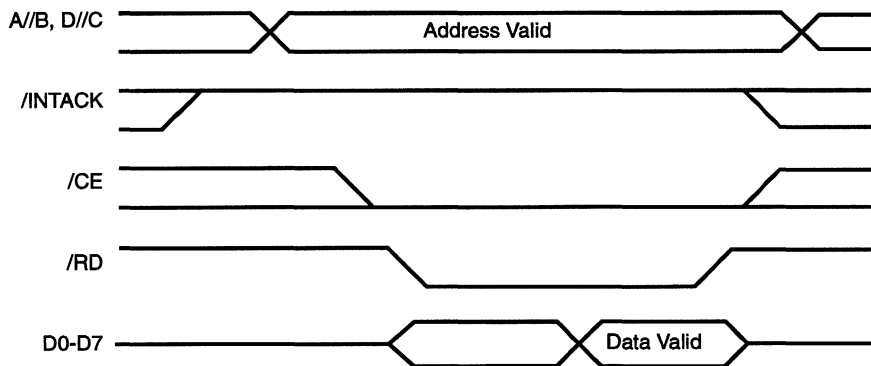 A//B, D//C
Address Valid
/INTACK
/CE
/RD
D0-D7
Data Valid